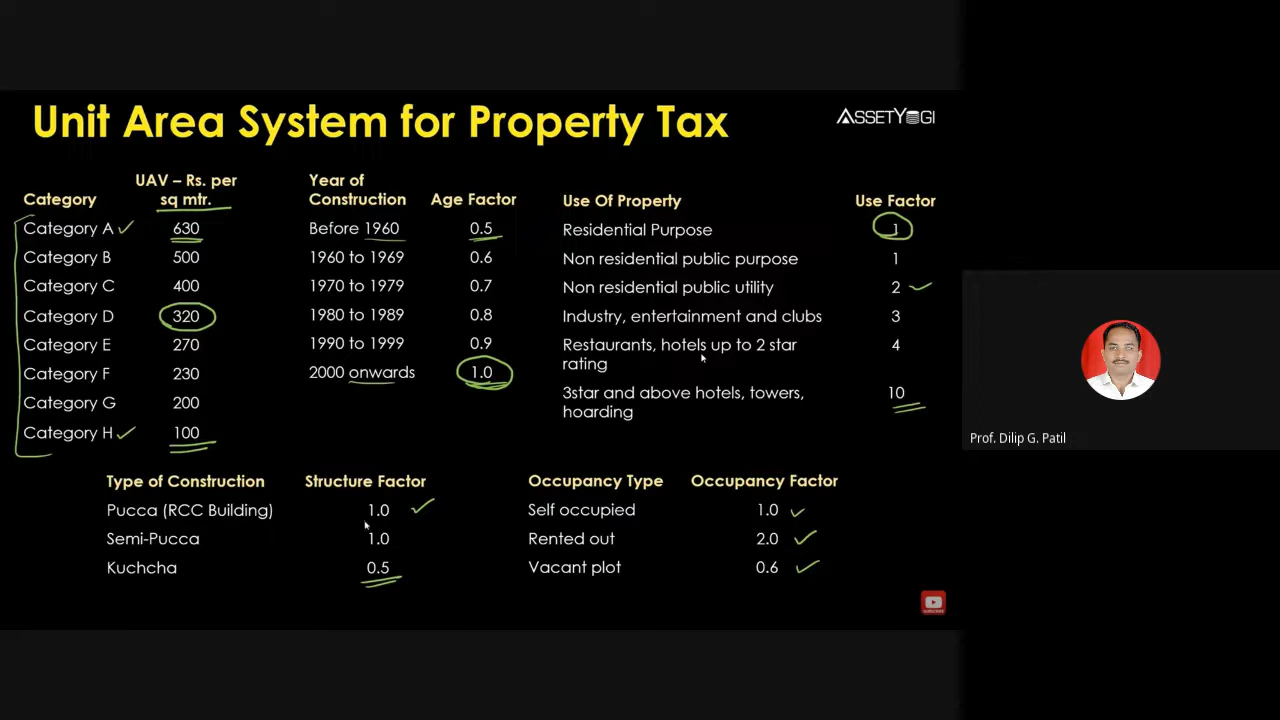 Unit Area System for Property Tax
ASSETYOGI
UAV – Rs. per
Category sq mtr.
Category A 630
Category B 500
Category C 400
Category D 320
Category E 270
Category F 230
Category G 200
Category H 100
Year of
Construction Age Factor
Before 1960 0.5
1960 to 1969 0.6
1970 to 1979 0.7
1980 to 1989 0.8
1990 to 1999 0.9
2000 onwards 1.0
Use Of Property Use Factor
Residential Purpose 1
Non residential public purpose 1
Non residential public utility 2
Industry, entertainment and clubs 3
Restaurants, hotels up to 2 star 4
rating
3star and above hotels, towers, 10
hoarding
Type of Construction Structure Factor
Pucca (RCC Building) 1.0
Semi-Pucca 1.0
Kuchcha 0.5
Occupancy Type Occupancy Factor
Self occupied 1.0
Rented out 2.0
Vacant plot 0.6
Prof. Dilip G. Patil